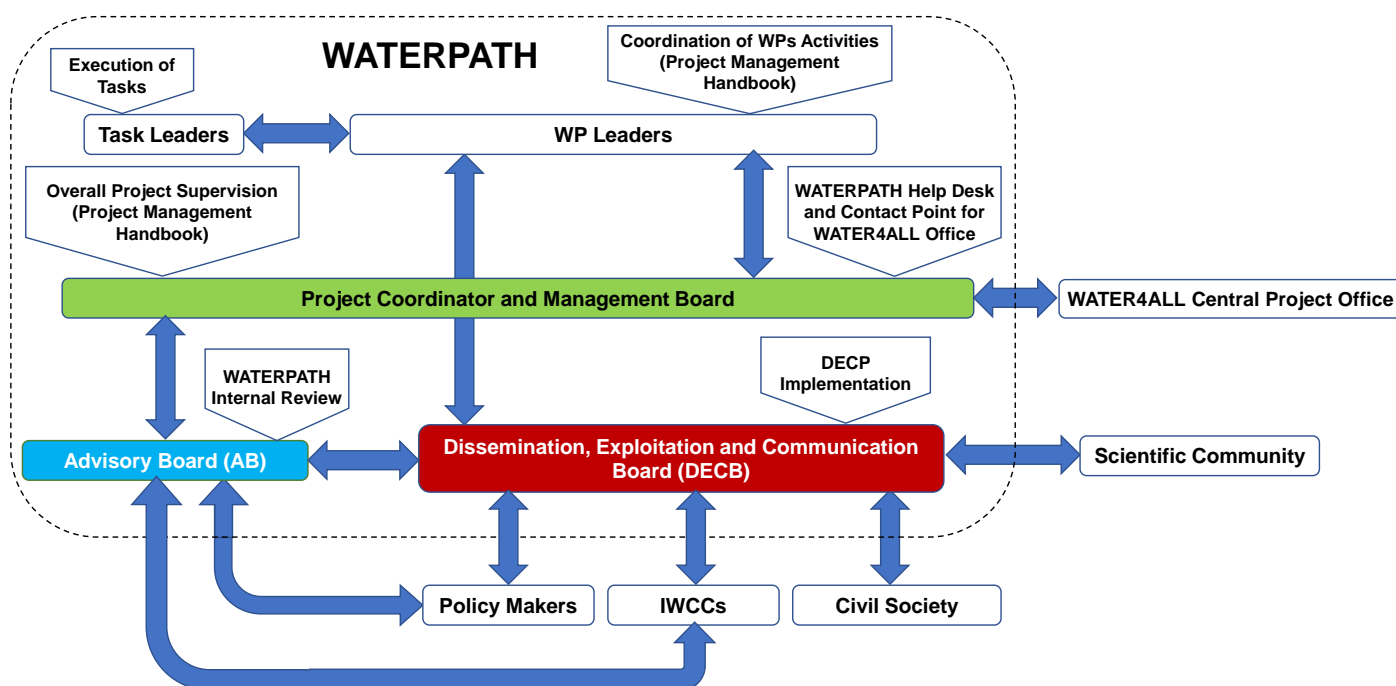 WATERPATH
Execution of
Tasks
Coordination of WPs Activities
(Project Management
Handbook)
Task Leaders
WP Leaders
Overall Project Supervision
(Project Management
Handbook)
WATERPATH Help Desk
and Contact Point for
WATER4ALL Office
Project Coordinator and Management Board
WATER4ALL Central Project Office
WATERPATH
Internal Review
DECP
Implementation
Advisory Board (AB)
Dissemination, Exploitation and Communication
Board (DECB)
Scientific Community
Policy Makers
IWCCs
Civil Society